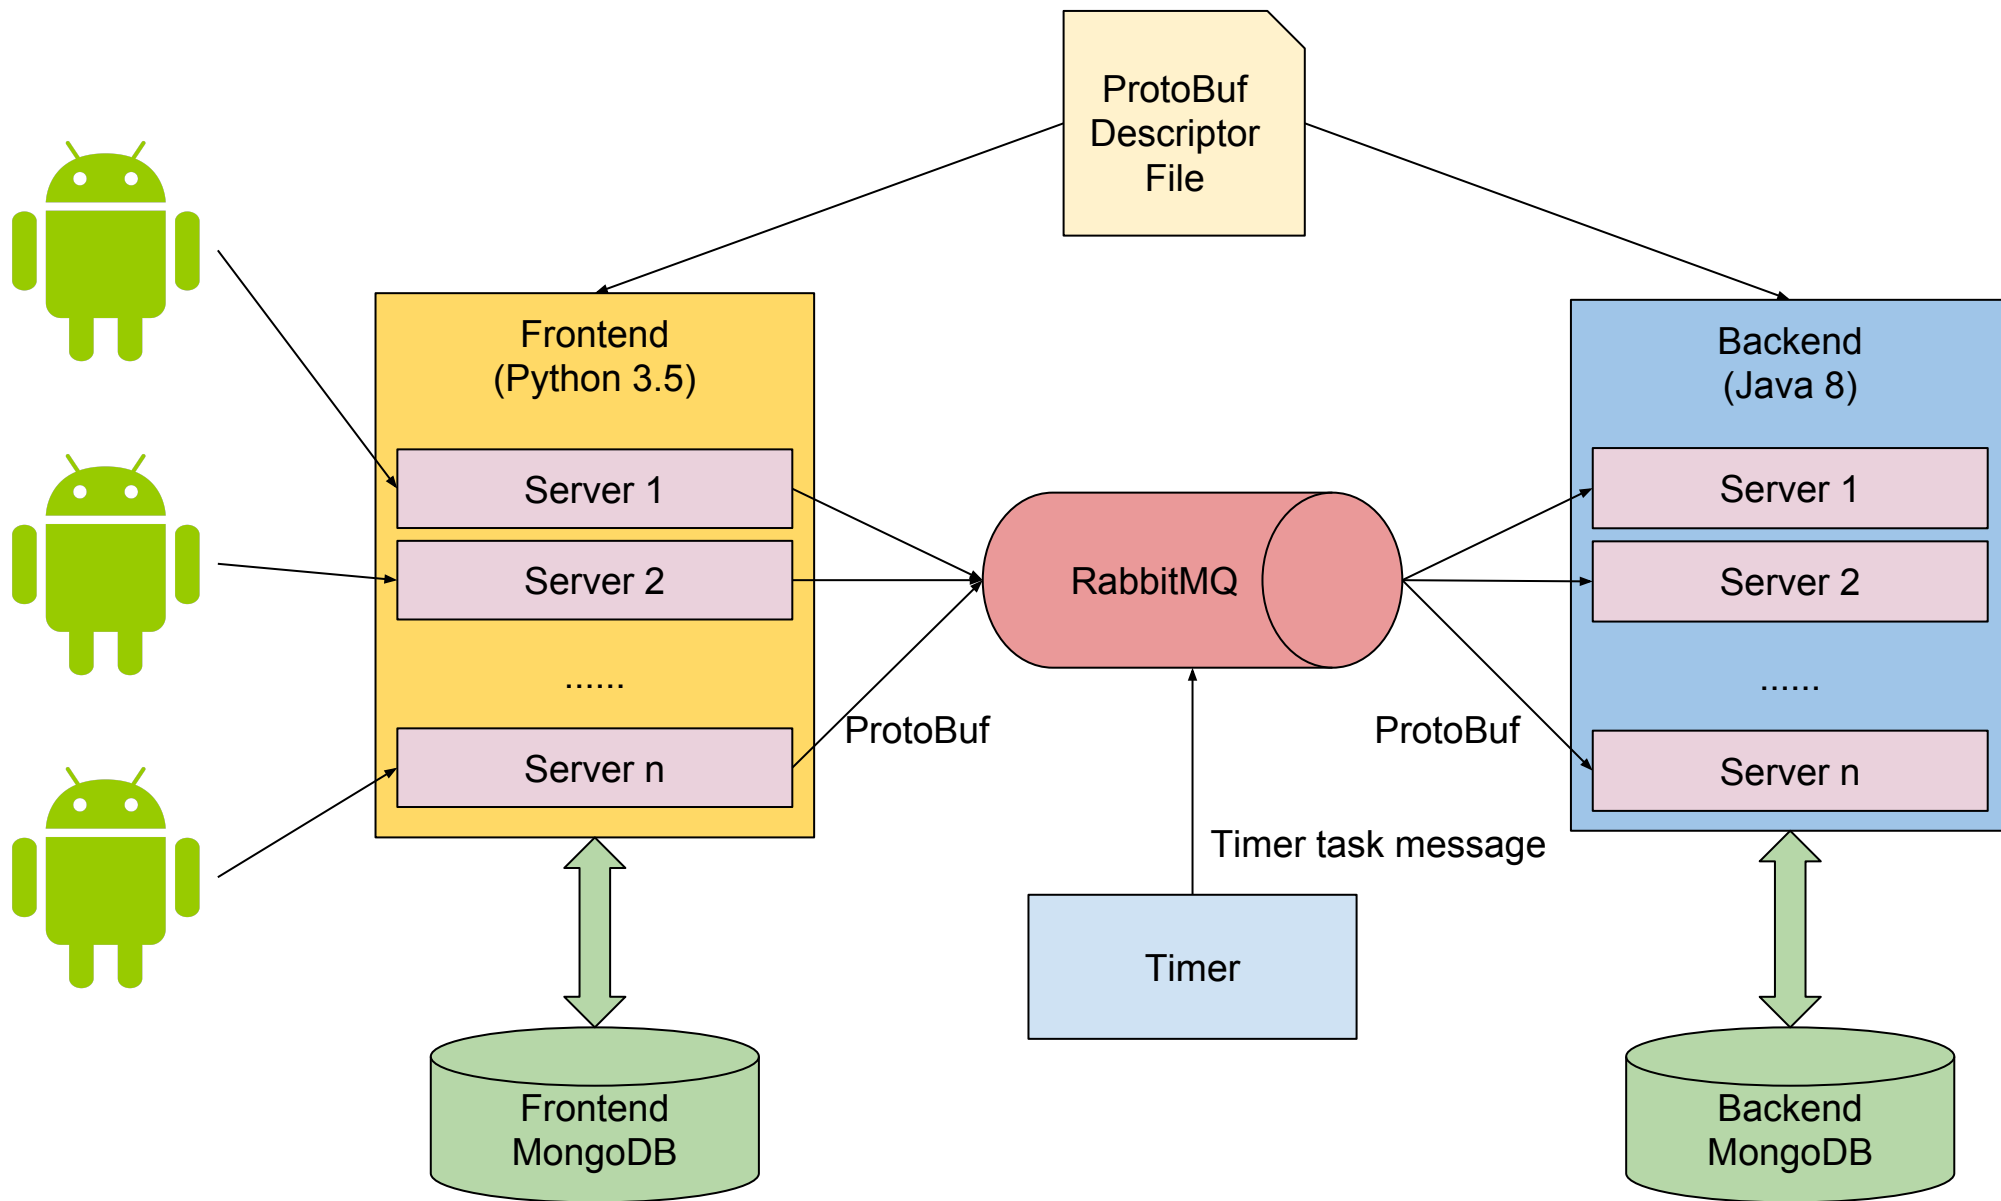 ProtoBuf
Descriptor
File
Frontend
(Python 3.5)
Server 1
Server 2
......
Server n
ProtoBuf
RabbitMQ
Timer task message
Timer
Backend
(Java 8)
Server 1
Server 2
......
Server n
ProtoBuf
Frontend
MongoDB
Backend
MongoDB